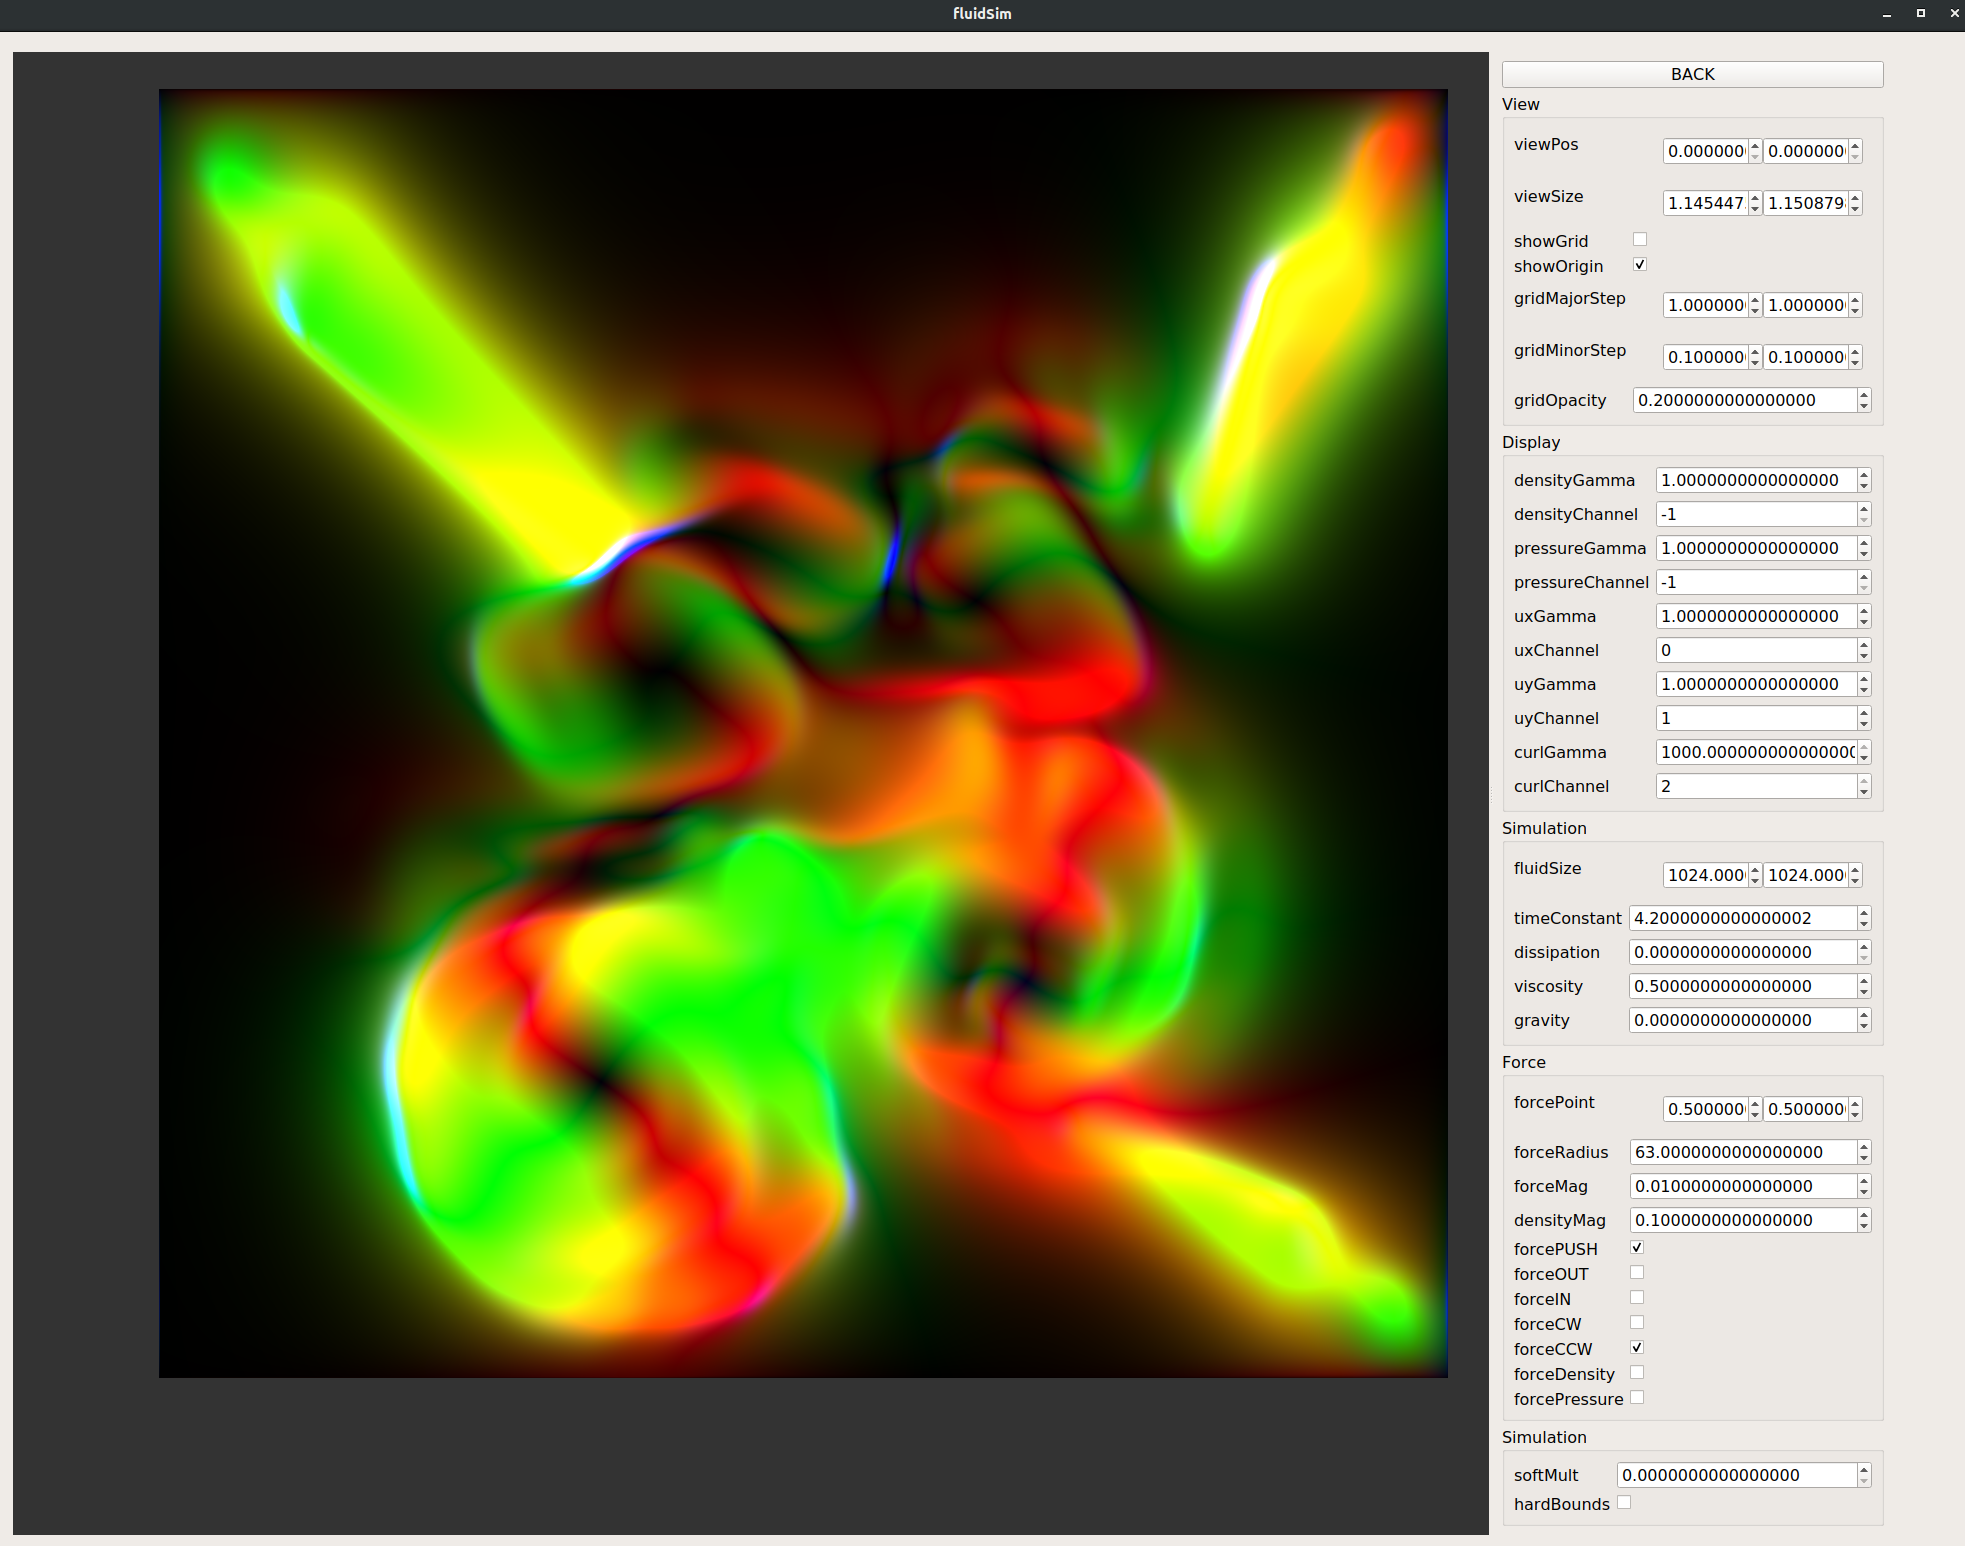 fluidSim
BACK
View
viewPos 0.000000 0.000000
viewSize 1.145447 1.150879
showGrid
showOrigin
gridMajorStep 1.000000 1.000000
gridMinorStep 0.100000 0.100000
gridOpacity 0.2000000000000000
Display
densityGamma 1.0000000000000000
densityChannel -1
pressureGamma 1.0000000000000000
pressureChannel -1
uxGamma 1.0000000000000000
uxChannel 0
uyGamma 1.0000000000000000
uyChannel 1
curlGamma 1000.000000000000000
curlChannel 2
Simulation
fluidSize 1024.000 1024.000
timeConstant 4.2000000000000002
dissipation 0.0000000000000000
viscosity 0.5000000000000000
gravity 0.0000000000000000
Force
forcePoint 0.500000 0.500000
forceRadius 63.0000000000000000
forceMag 0.0100000000000000
densityMag 0.1000000000000000
forcePUSH
forceOUT
forceIN
forceCW
forceCCW
forceDensity
forcePressure
Simulation
softMult 0.0000000000000000
hardBounds